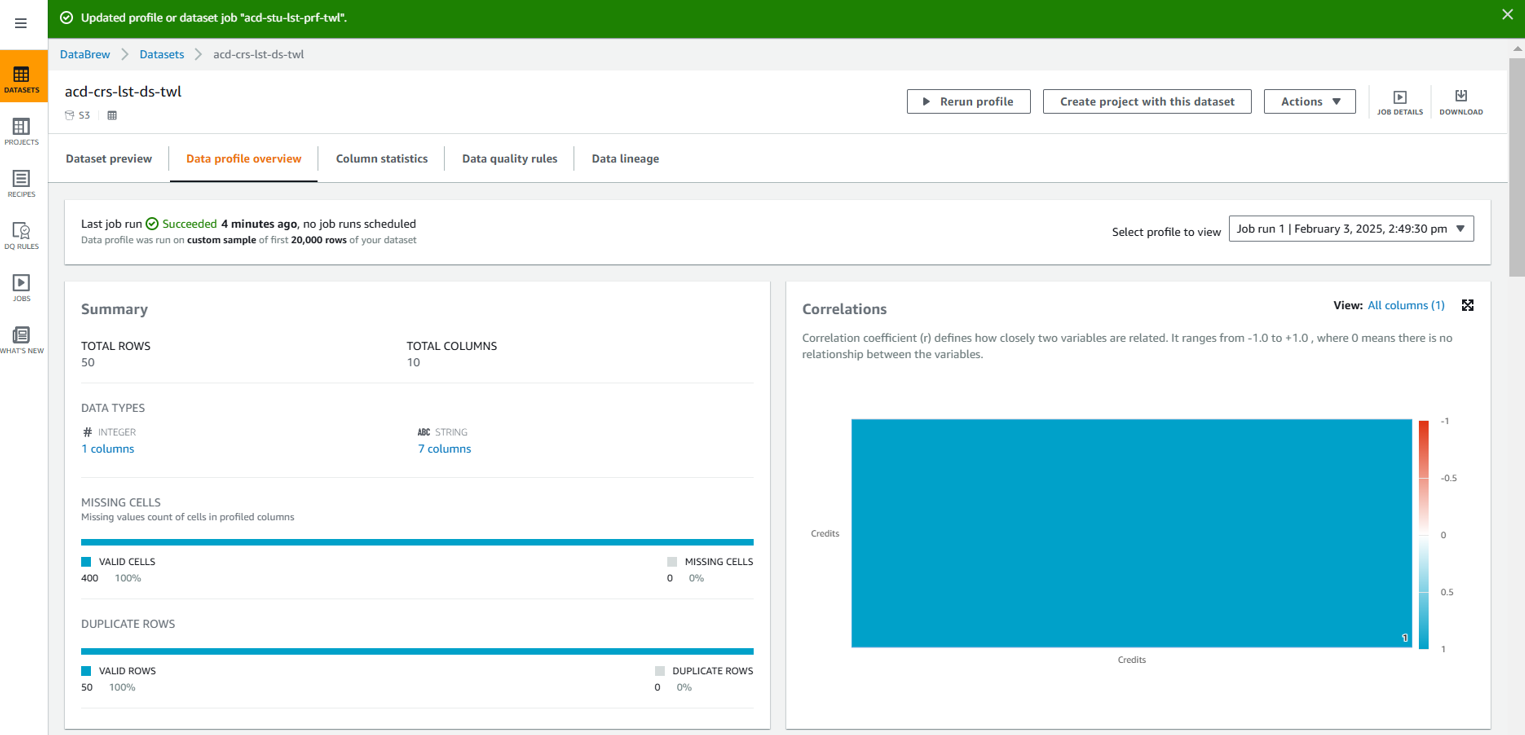 Updated profile or dataset job "acd-stu-lst-prf-twl".
DataBrew
Datasets
acd-crs-lst-ds-twl
DATASETS
PROJECTS
RECIPES
DQ RULES
JOBS
WHAT'S NEW
acd-crs-lst-ds-twl
S3
Rerun profile
Create project with this dataset
Actions
JOB DETAILS
DOWNLOAD
Dataset preview
Data profile overview
Column statistics
Data quality rules
Data lineage
Last job run Succeeded 4 minutes ago, no job runs scheduled
Data profile was run on custom sample of first 20,000 rows of your dataset
Select profile to view
Job run 1 | February 3, 2025, 2:49:30 pm
Summary
TOTAL ROWS
50
TOTAL COLUMNS
10
DATA TYPES
# INTEGER
1 columns
ABC STRING
7 columns
MISSING CELLS
Missing values count of cells in profiled columns
VALID CELLS
400 100%
MISSING CELLS
0 0%
DUPLICATE ROWS
VALID ROWS
50 100%
DUPLICATE ROWS
0 0%
Correlations
View: All columns (1)
Correlation coefficient (r) defines how closely two variables are related. It ranges from -1.0 to +1.0 , where 0 means there is no
relationship between the variables.
Credits
1
Credits
-1
-0.5
0
0.5
1